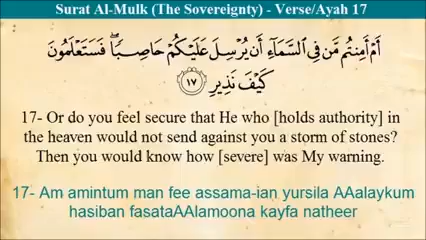 Surat Al-Mulk (The Sovereignty) - Verse/Ayah 17
أَمْ أَمِنتُم مَّن فِي السَّمَاءِ أَن يُرْسِلَ عَلَيْكُمْ حَاصِبًا ۖ فَسَتَعْلَمُونَ
كَيْفَ نَذِيرِ ١٧
17- Or do you feel secure that He who [holds authority] in
the heaven would not send against you a storm of stones?
Then you would know how [severe] was My warning.
17- Am amintum man fee assama-ian yursila AAalaykum
hasiban fasataAAlamoona kayfa natheer